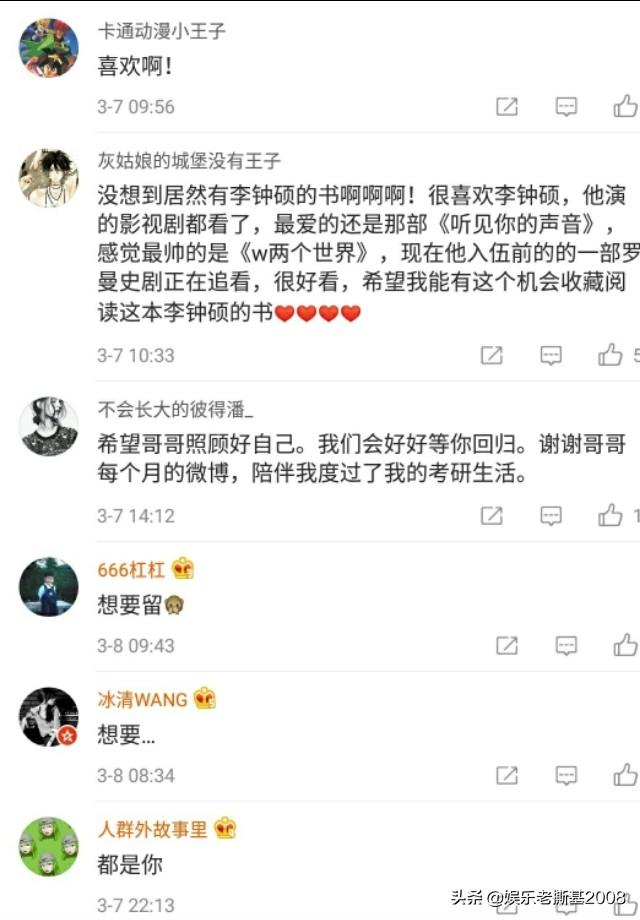 卡通动漫小王子
喜欢啊！
3-7 09:56
灰姑娘的城堡没有王子
没想到居然有李钟硕的书啊啊啊！很喜欢李钟硕，他演
的影视剧都看了，最爱的还是那部《听见你的声音》，
感觉最帅的是《w两个世界》，现在他入伍前的的一部罗
曼史剧正在追看，很好看，希望我能有这个机会收藏阅
读这本李钟硕的书❤❤❤❤
3-7 10:33
5
不会长大的彼得潘_
希望哥哥照顾好自己。我们会好好等你回归。谢谢哥哥
每个月的微博，陪伴我度过了我的考研生活。
3-7 14:12
1
666杠杠
想要留🙊
3-8 09:43
冰清WANG
想要...
3-8 08:34
人群外故事里
都是你
3-7 22:13
头条 @娱乐老撕基2008